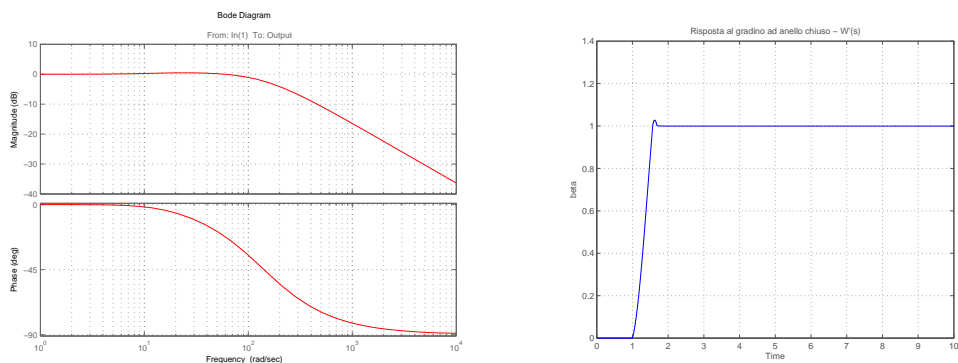 Bode Diagram
From: In(1) To: Output
Magnitude (dB)
10
0
−10
−20
−30
−40
Phase (deg)
0
−45
−90
10^0
10^1
10^2
10^3
10^4
Frequency (rad/sec)
Risposta al gradino ad anello chiuso – W'(s)
beta
1.4
1.2
1
0.8
0.6
0.4
0.2
0
0 1 2 3 4 5 6 7 8 9 10
Time